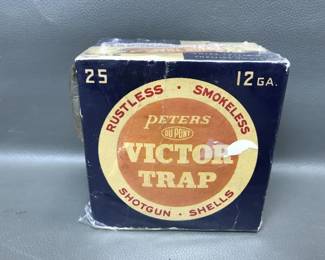 25 12 GA.
RUSTLESS • SMOKELESS
PETERS
DU PONT
VICTOR
TRAP
SHOTGUN • SHELLS